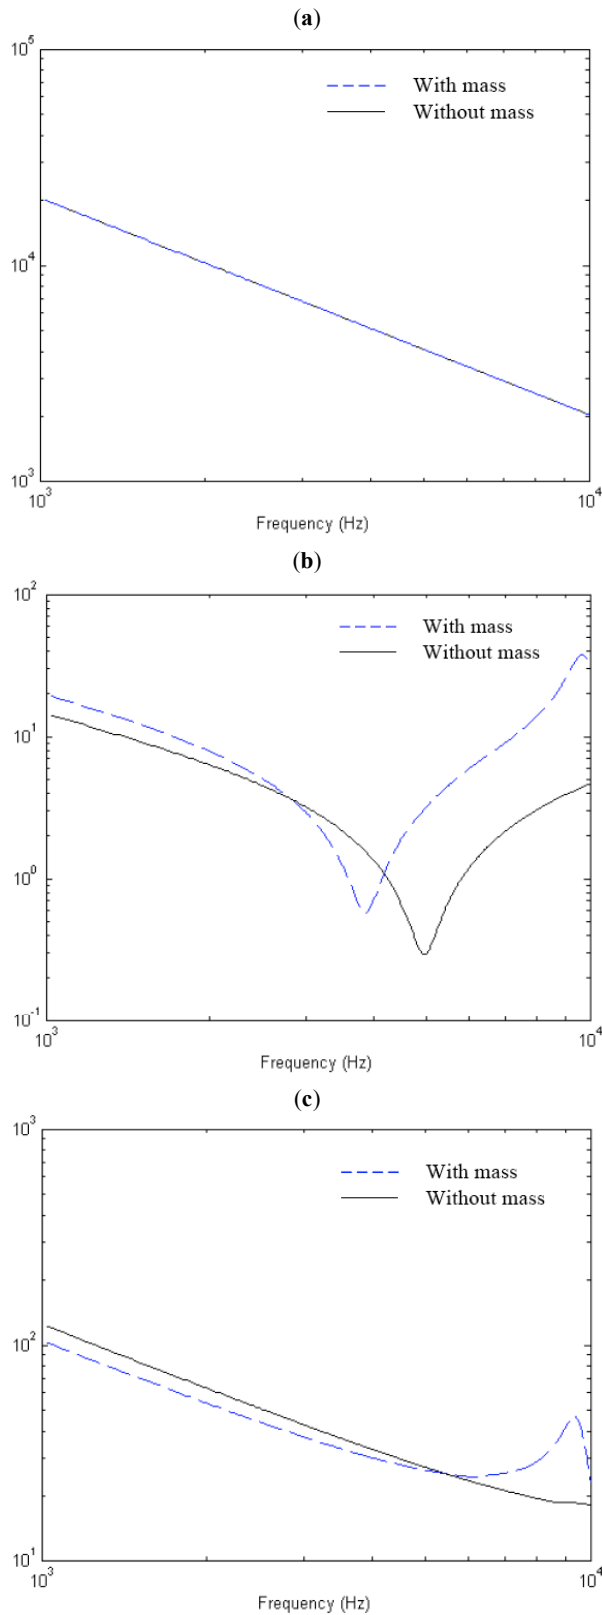 (a)
10^5
With mass
Without mass
10^4
10^3
10^3
10^4
Frequency (Hz)
(b)
10^2
With mass
Without mass
10^1
10^0
10^-1
10^3
10^4
Frequency (Hz)
(c)
10^3
With mass
Without mass
10^2
10^1
10^3
10^4
Frequency (Hz)